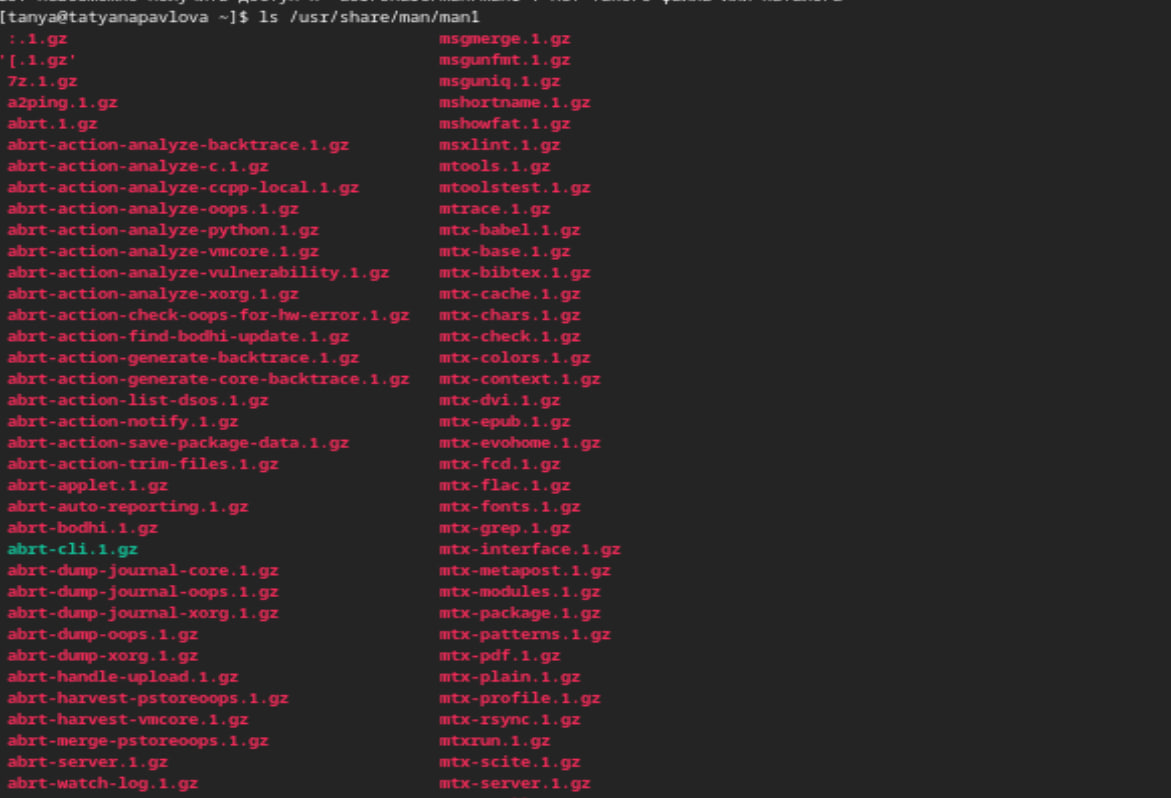 [tanya@tatyanapavlova ~]$ ls /usr/share/man/man1
:.1.gz msgmerge.1.gz
'[.1.gz' msgunfmt.1.gz
7z.1.gz msguniq.1.gz
a2ping.1.gz mshortname.1.gz
abrt.1.gz mshowfat.1.gz
abrt-action-analyze-backtrace.1.gz msxlint.1.gz
abrt-action-analyze-c.1.gz mtools.1.gz
abrt-action-analyze-ccpp-local.1.gz mtoolstest.1.gz
abrt-action-analyze-oops.1.gz mtrace.1.gz
abrt-action-analyze-python.1.gz mtx-babel.1.gz
abrt-action-analyze-vmcore.1.gz mtx-base.1.gz
abrt-action-analyze-vulnerability.1.gz mtx-bibtex.1.gz
abrt-action-analyze-xorg.1.gz mtx-cache.1.gz
abrt-action-check-oops-for-hw-error.1.gz mtx-chars.1.gz
abrt-action-find-bodhi-update.1.gz mtx-check.1.gz
abrt-action-generate-backtrace.1.gz mtx-colors.1.gz
abrt-action-generate-core-backtrace.1.gz mtx-context.1.gz
abrt-action-list-dsos.1.gz mtx-dvi.1.gz
abrt-action-notify.1.gz mtx-epub.1.gz
abrt-action-save-package-data.1.gz mtx-evohome.1.gz
abrt-action-trim-files.1.gz mtx-fcd.1.gz
abrt-applet.1.gz mtx-flac.1.gz
abrt-auto-reporting.1.gz mtx-fonts.1.gz
abrt-bodhi.1.gz mtx-grep.1.gz
abrt-cli.1.gz mtx-interface.1.gz
abrt-dump-journal-core.1.gz mtx-metapost.1.gz
abrt-dump-journal-oops.1.gz mtx-modules.1.gz
abrt-dump-journal-xorg.1.gz mtx-package.1.gz
abrt-dump-oops.1.gz mtx-patterns.1.gz
abrt-dump-xorg.1.gz mtx-pdf.1.gz
abrt-handle-upload.1.gz mtx-plain.1.gz
abrt-harvest-pstoreoops.1.gz mtx-profile.1.gz
abrt-harvest-vmcore.1.gz mtx-rsync.1.gz
abrt-merge-pstoreoops.1.gz mtxrun.1.gz
abrt-server.1.gz mtx-scite.1.gz
abrt-watch-log.1.gz mtx-server.1.gz